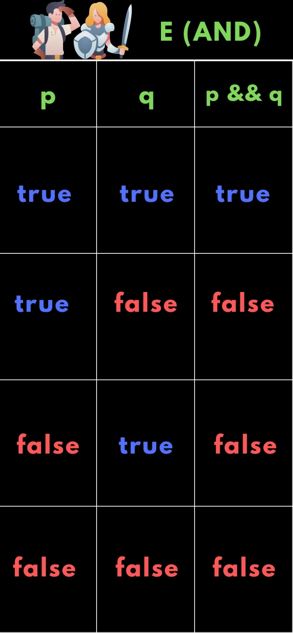 E (AND)
p q p && q
true true true
true false false
false true false
false false false